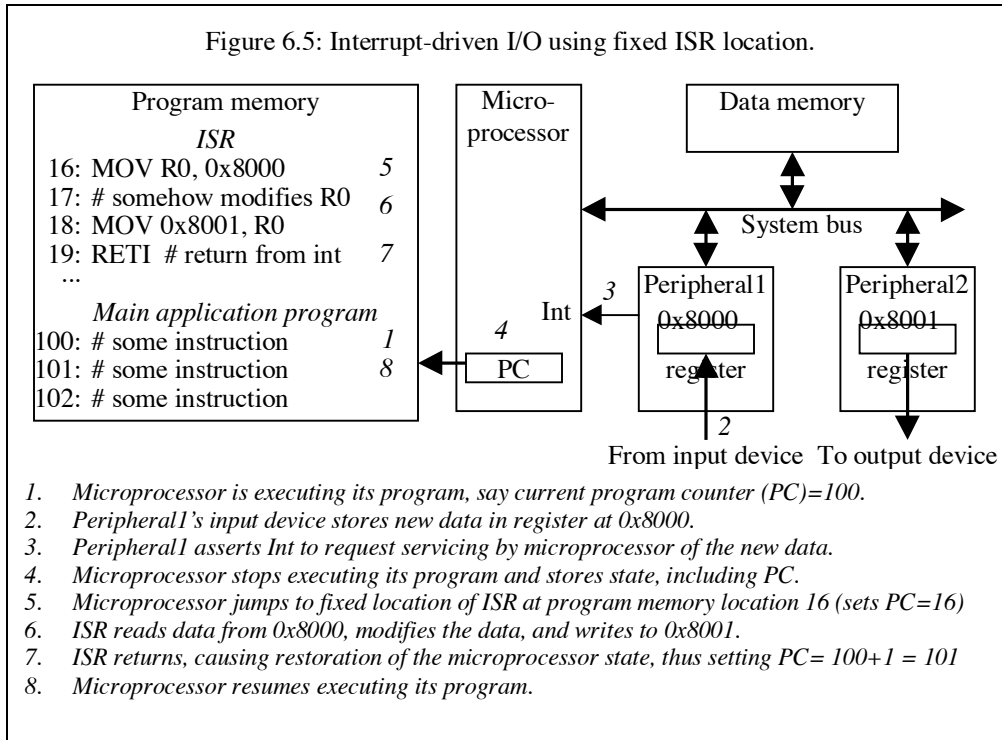 Figure 6.5: Interrupt-driven I/O using fixed ISR location.
Program memory
ISR
16: MOV R0, 0x8000
5
17: # somehow modifies R0
6
18: MOV 0x8001, R0
19: RETI # return from int
7
...
Main application program
100: # some instruction
1
101: # some instruction
8
102: # some instruction
Micro-
processor
4
Int
PC
3
Data memory
System bus
Peripheral1
0x8000
register
2
From input device
Peripheral2
0x8001
register
To output device
1. Microprocessor is executing its program, say current program counter (PC)=100.
2. Peripheral1's input device stores new data in register at 0x8000.
3. Peripheral1 asserts Int to request servicing by microprocessor of the new data.
4. Microprocessor stops executing its program and stores state, including PC.
5. Microprocessor jumps to fixed location of ISR at program memory location 16 (sets PC=16)
6. ISR reads data from 0x8000, modifies the data, and writes to 0x8001.
7. ISR returns, causing restoration of the microprocessor state, thus setting PC= 100+1 = 101
8. Microprocessor resumes executing its program.